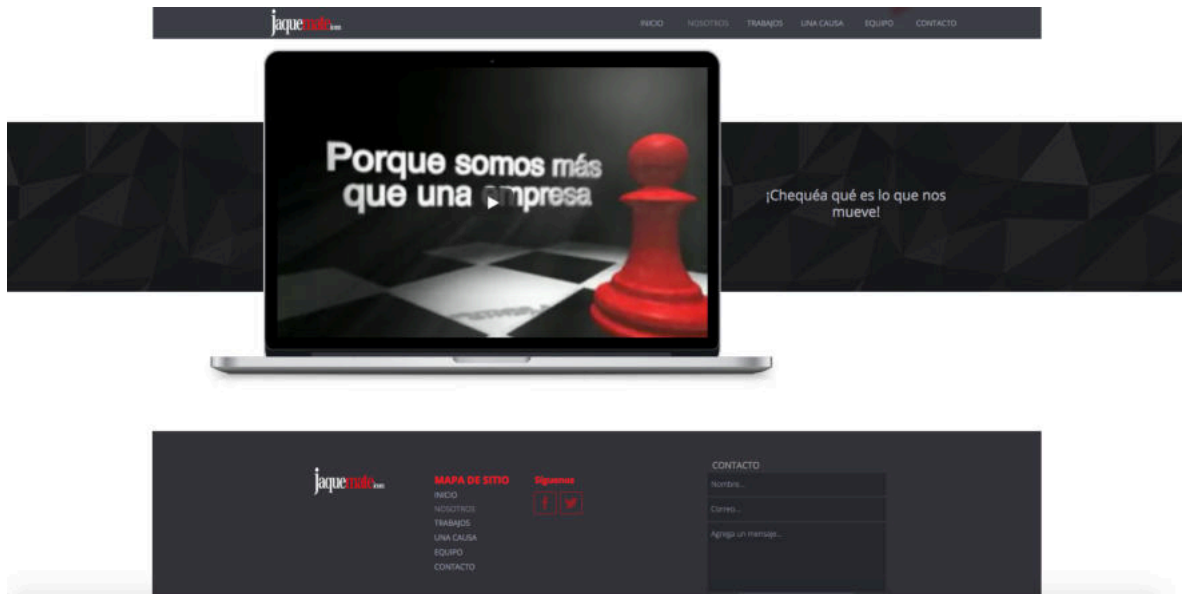 jaquemate
INICIO NOSOTROS TRABAJOS UNA CAUSA EQUIPO CONTACTO
Porque somos más
que una empresa
¡Chequéa qué es lo que nos
mueve!
jaquemate
MAPA DE SITIO
INICIO
NOSOTROS
TRABAJOS
UNA CAUSA
EQUIPO
CONTACTO
Síguenos
CONTACTO
Nombre...
Correo...
Agrega un mensaje...